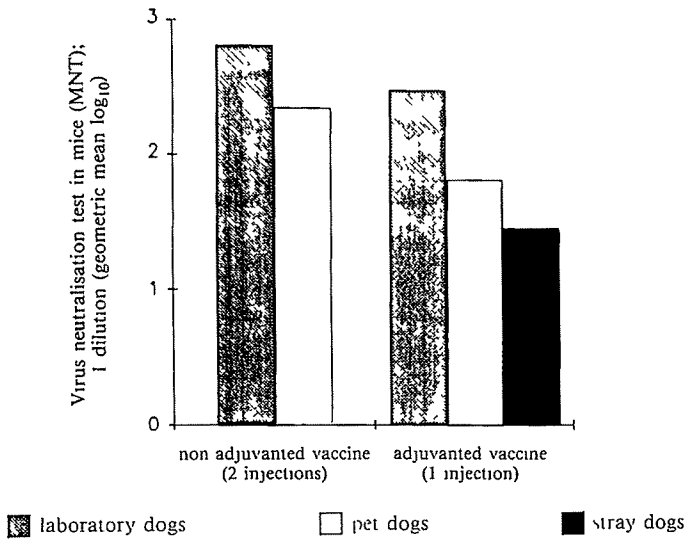 Virus neutralisation test in mice (MNT);
1 dilution (geometric mean log10)
3
2
1
0
non adjuvanted vaccine
(2 injections)
adjuvanted vaccine
(1 injection)
laboratory dogs
pet dogs
stray dogs